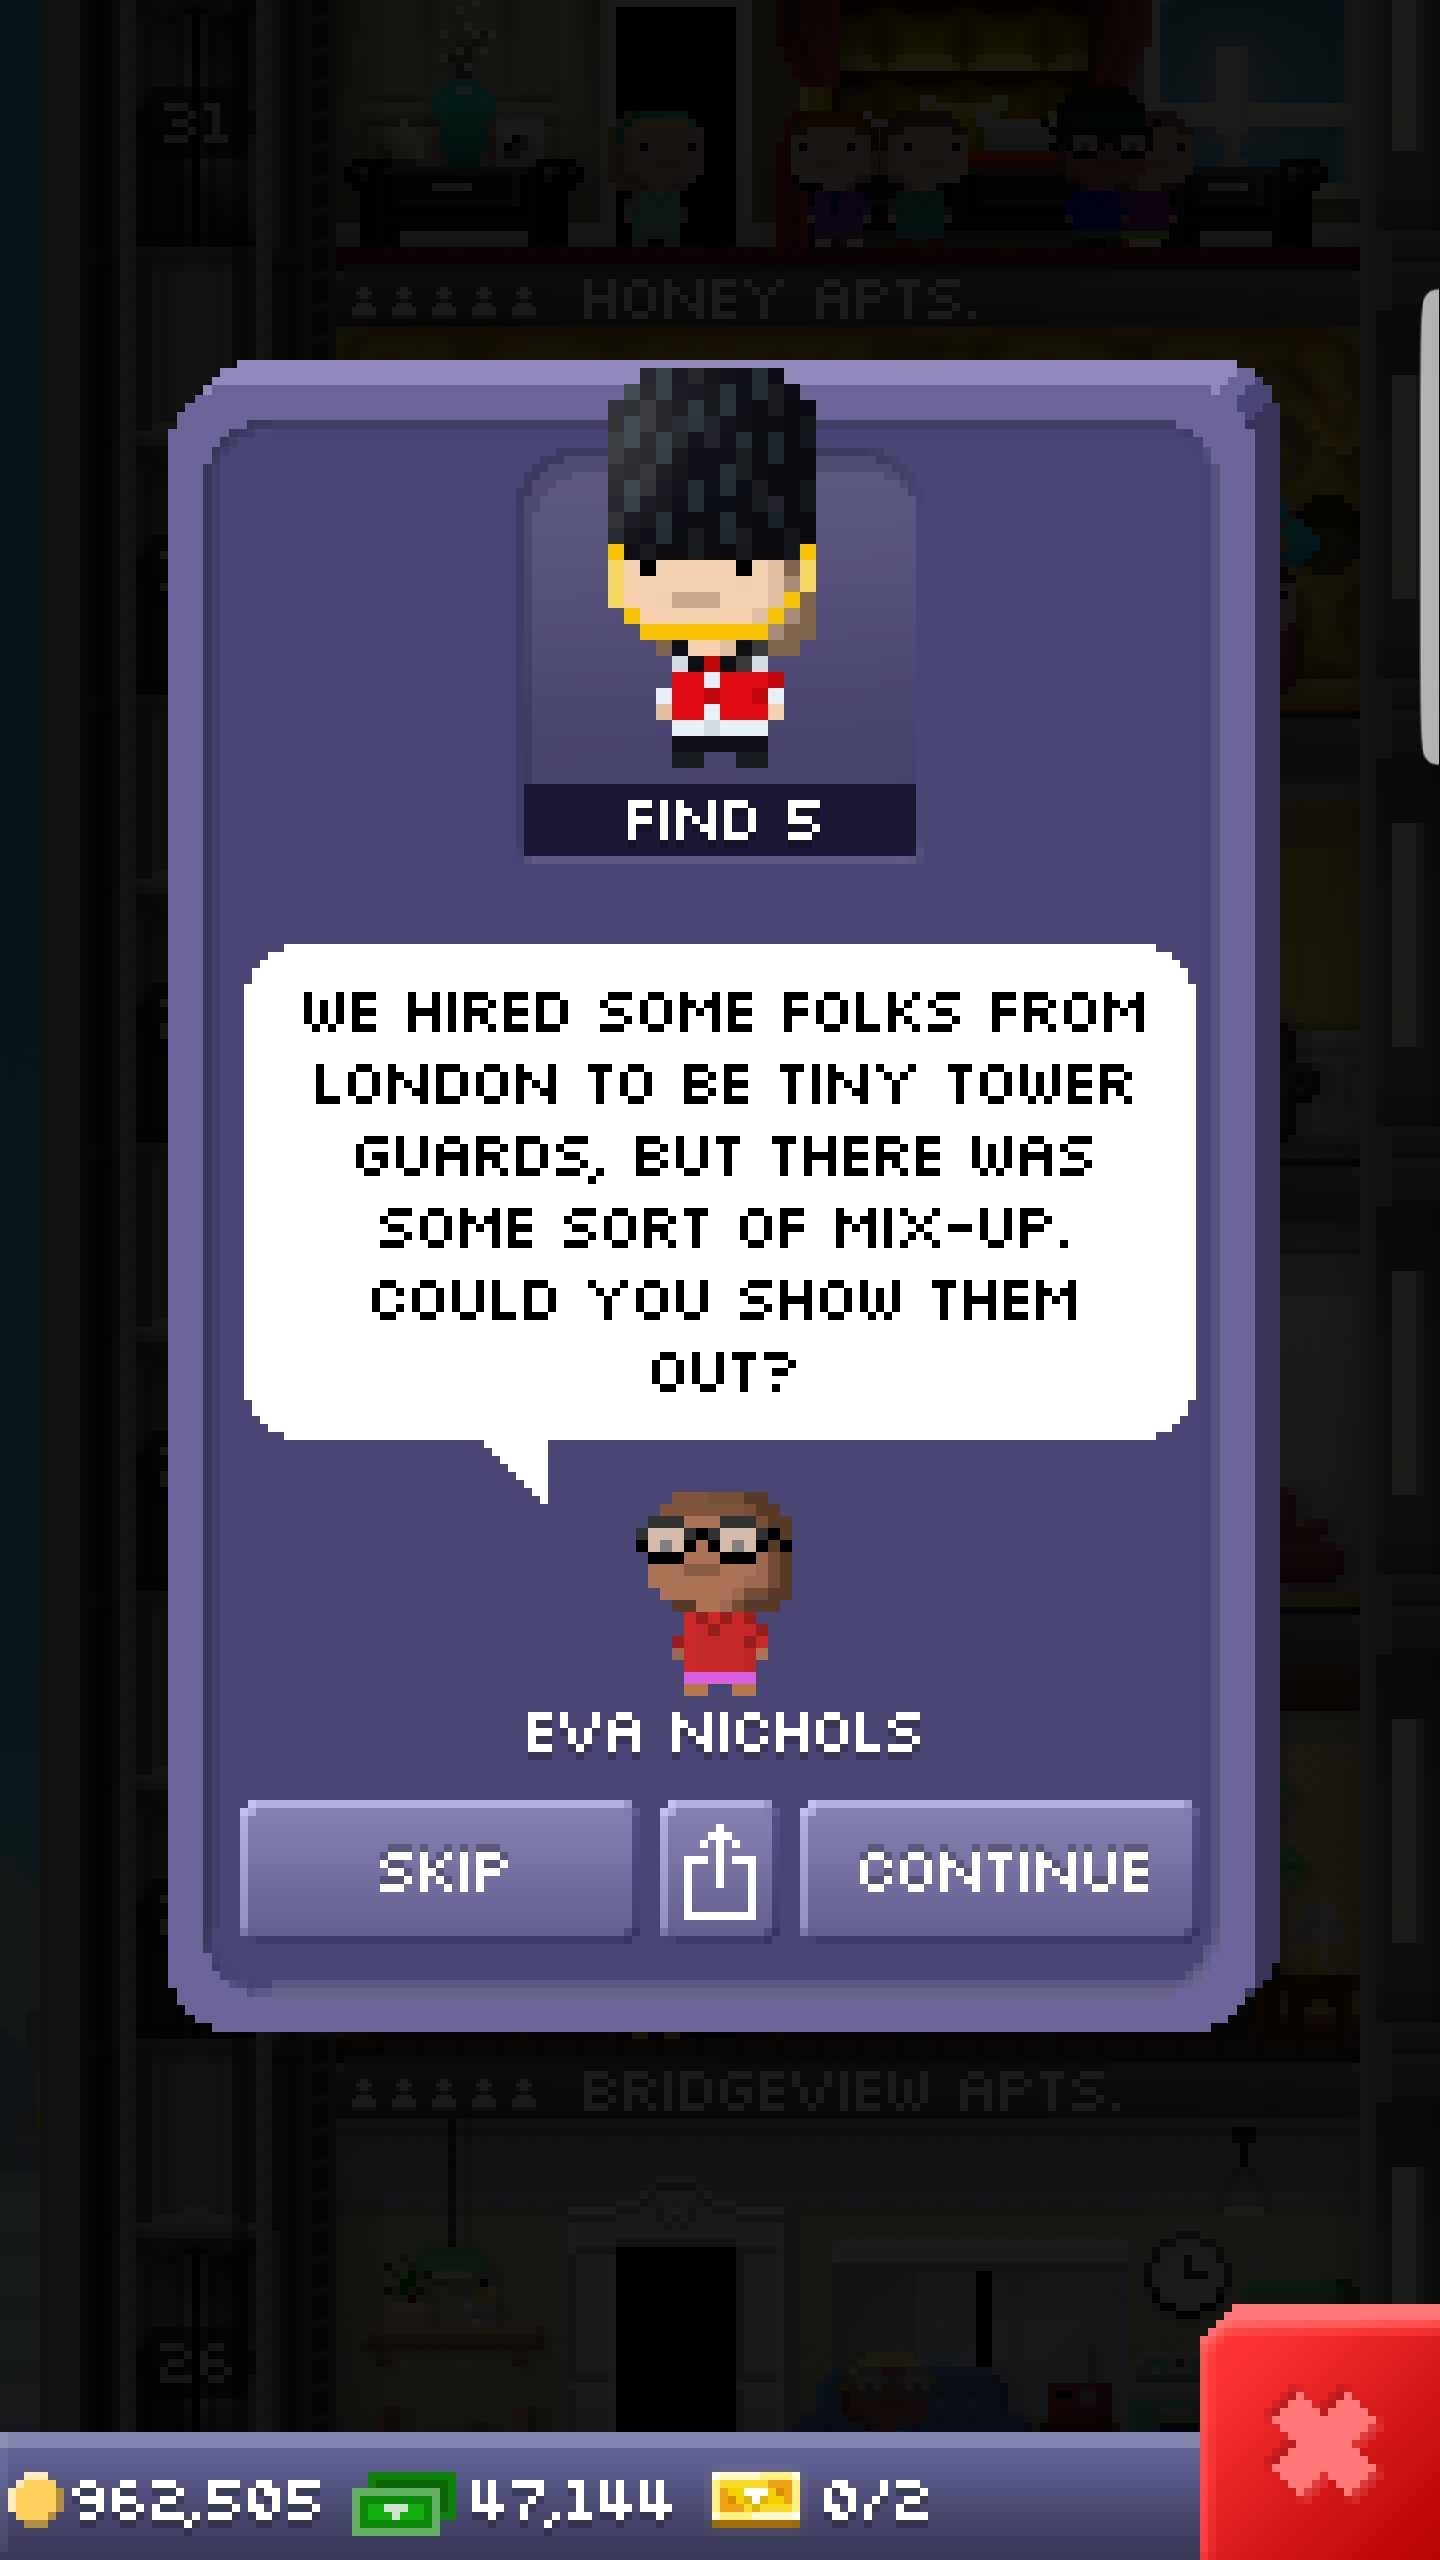 31
HONEY APTS.
FIND 5
WE HIRED SOME FOLKS FROM
LONDON TO BE TINY TOWER
GUARDS, BUT THERE WAS
SOME SORT OF MIX-UP.
COULD YOU SHOW THEM
OUT?
EVA NICHOLS
SKIP
CONTINUE
BRIDGEVIEW APTS.
26
962,505
47,144
0/2